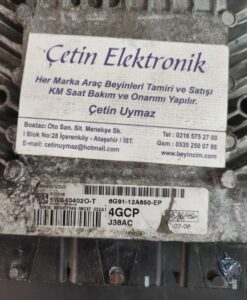 Çetin Elektronik
Her Marka Araç Beyinleri Tamiri ve Satışı
KM Saat Bakım ve Onarımı Yapılır.
Çetin Uymaz
Bostacı Oto San. Sit. Menekşe Sk.
I Blok No:28 İçerenköy - Ataşehir / İST.
E-mail: cetinuymaz@hotmail.com
Tel : 0216 575 27 00
Gsm : 0535 250 07 86
www.beyincim.com
5WS40402O-T
6G91-12A650-EP
4GCP
J38AC